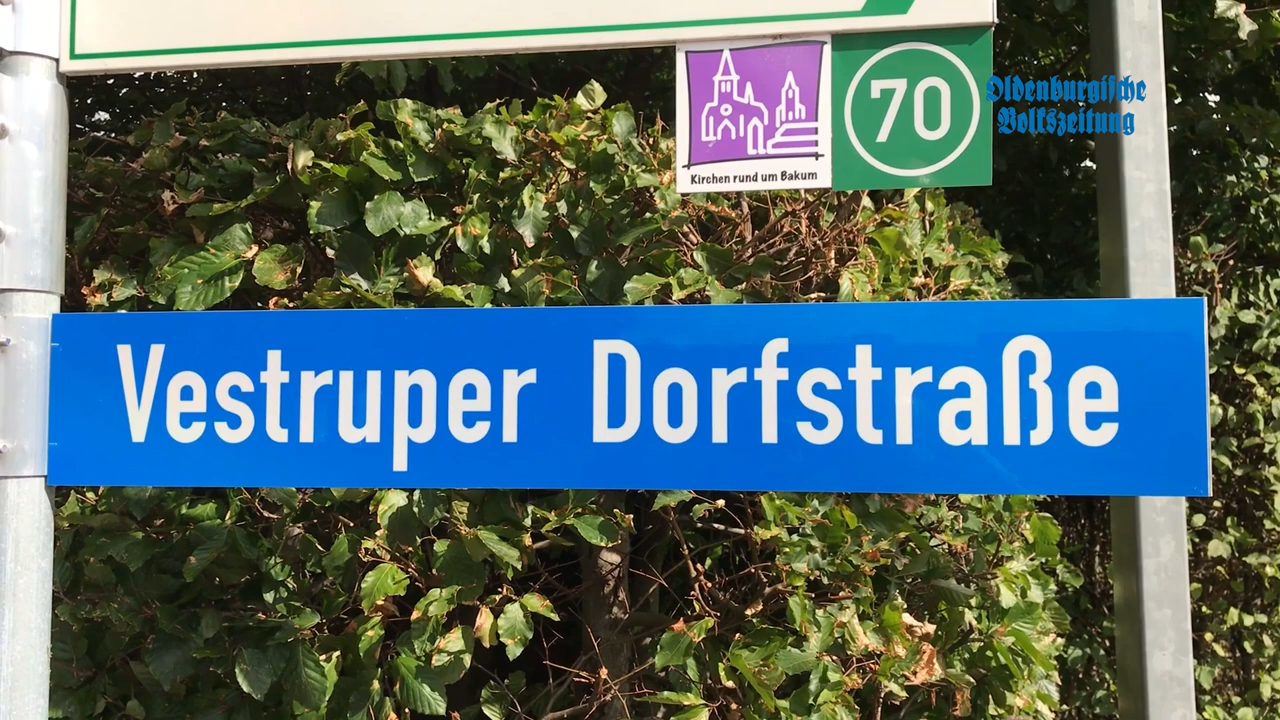 Kirchen rund um Bakum
70
Oldenburgische
Volkszeitung
Vestruper Dorfstraße